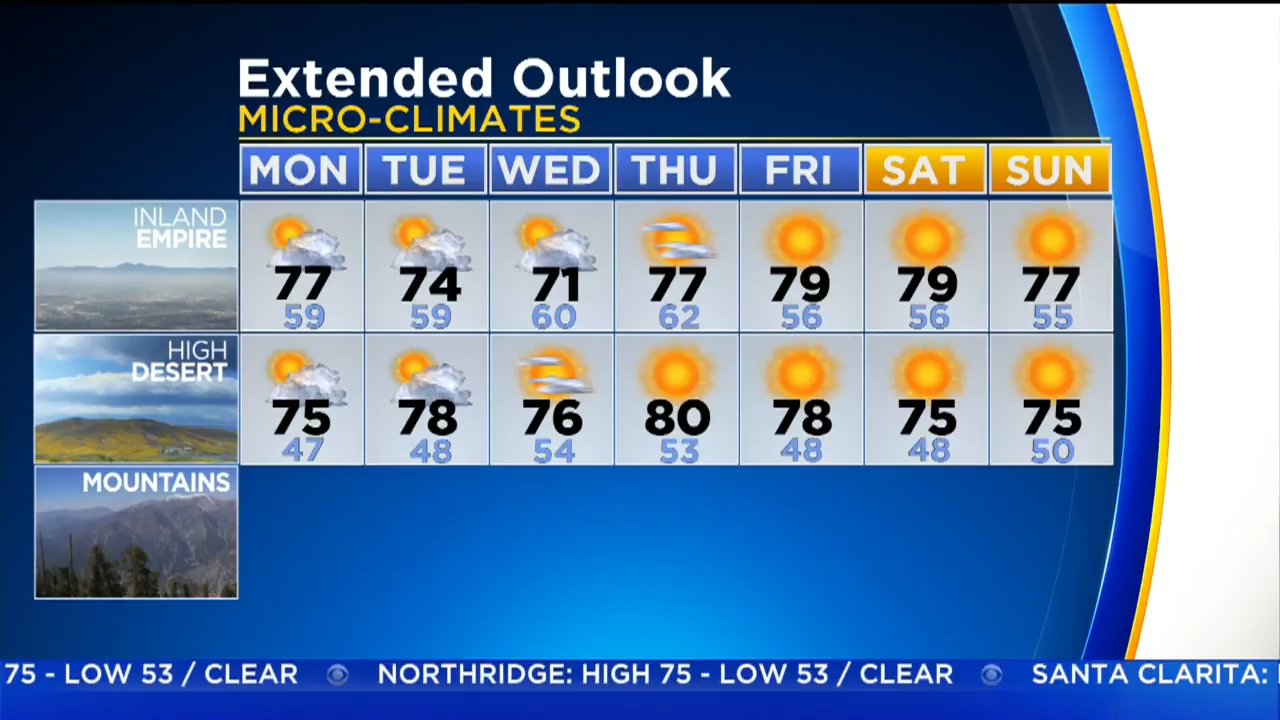 Extended Outlook
MICRO-CLIMATES
MON TUE WED THU FRI SAT SUN
INLAND
EMPIRE
77 74 71 77 79 79 77
59 59 60 62 56 56 55
HIGH
DESERT
75 78 76 80 78 75 75
47 48 54 53 48 48 50
MOUNTAINS
75 - LOW 53 / CLEAR NORTHRIDGE: HIGH 75 - LOW 53 / CLEAR SANTA CLARITA: